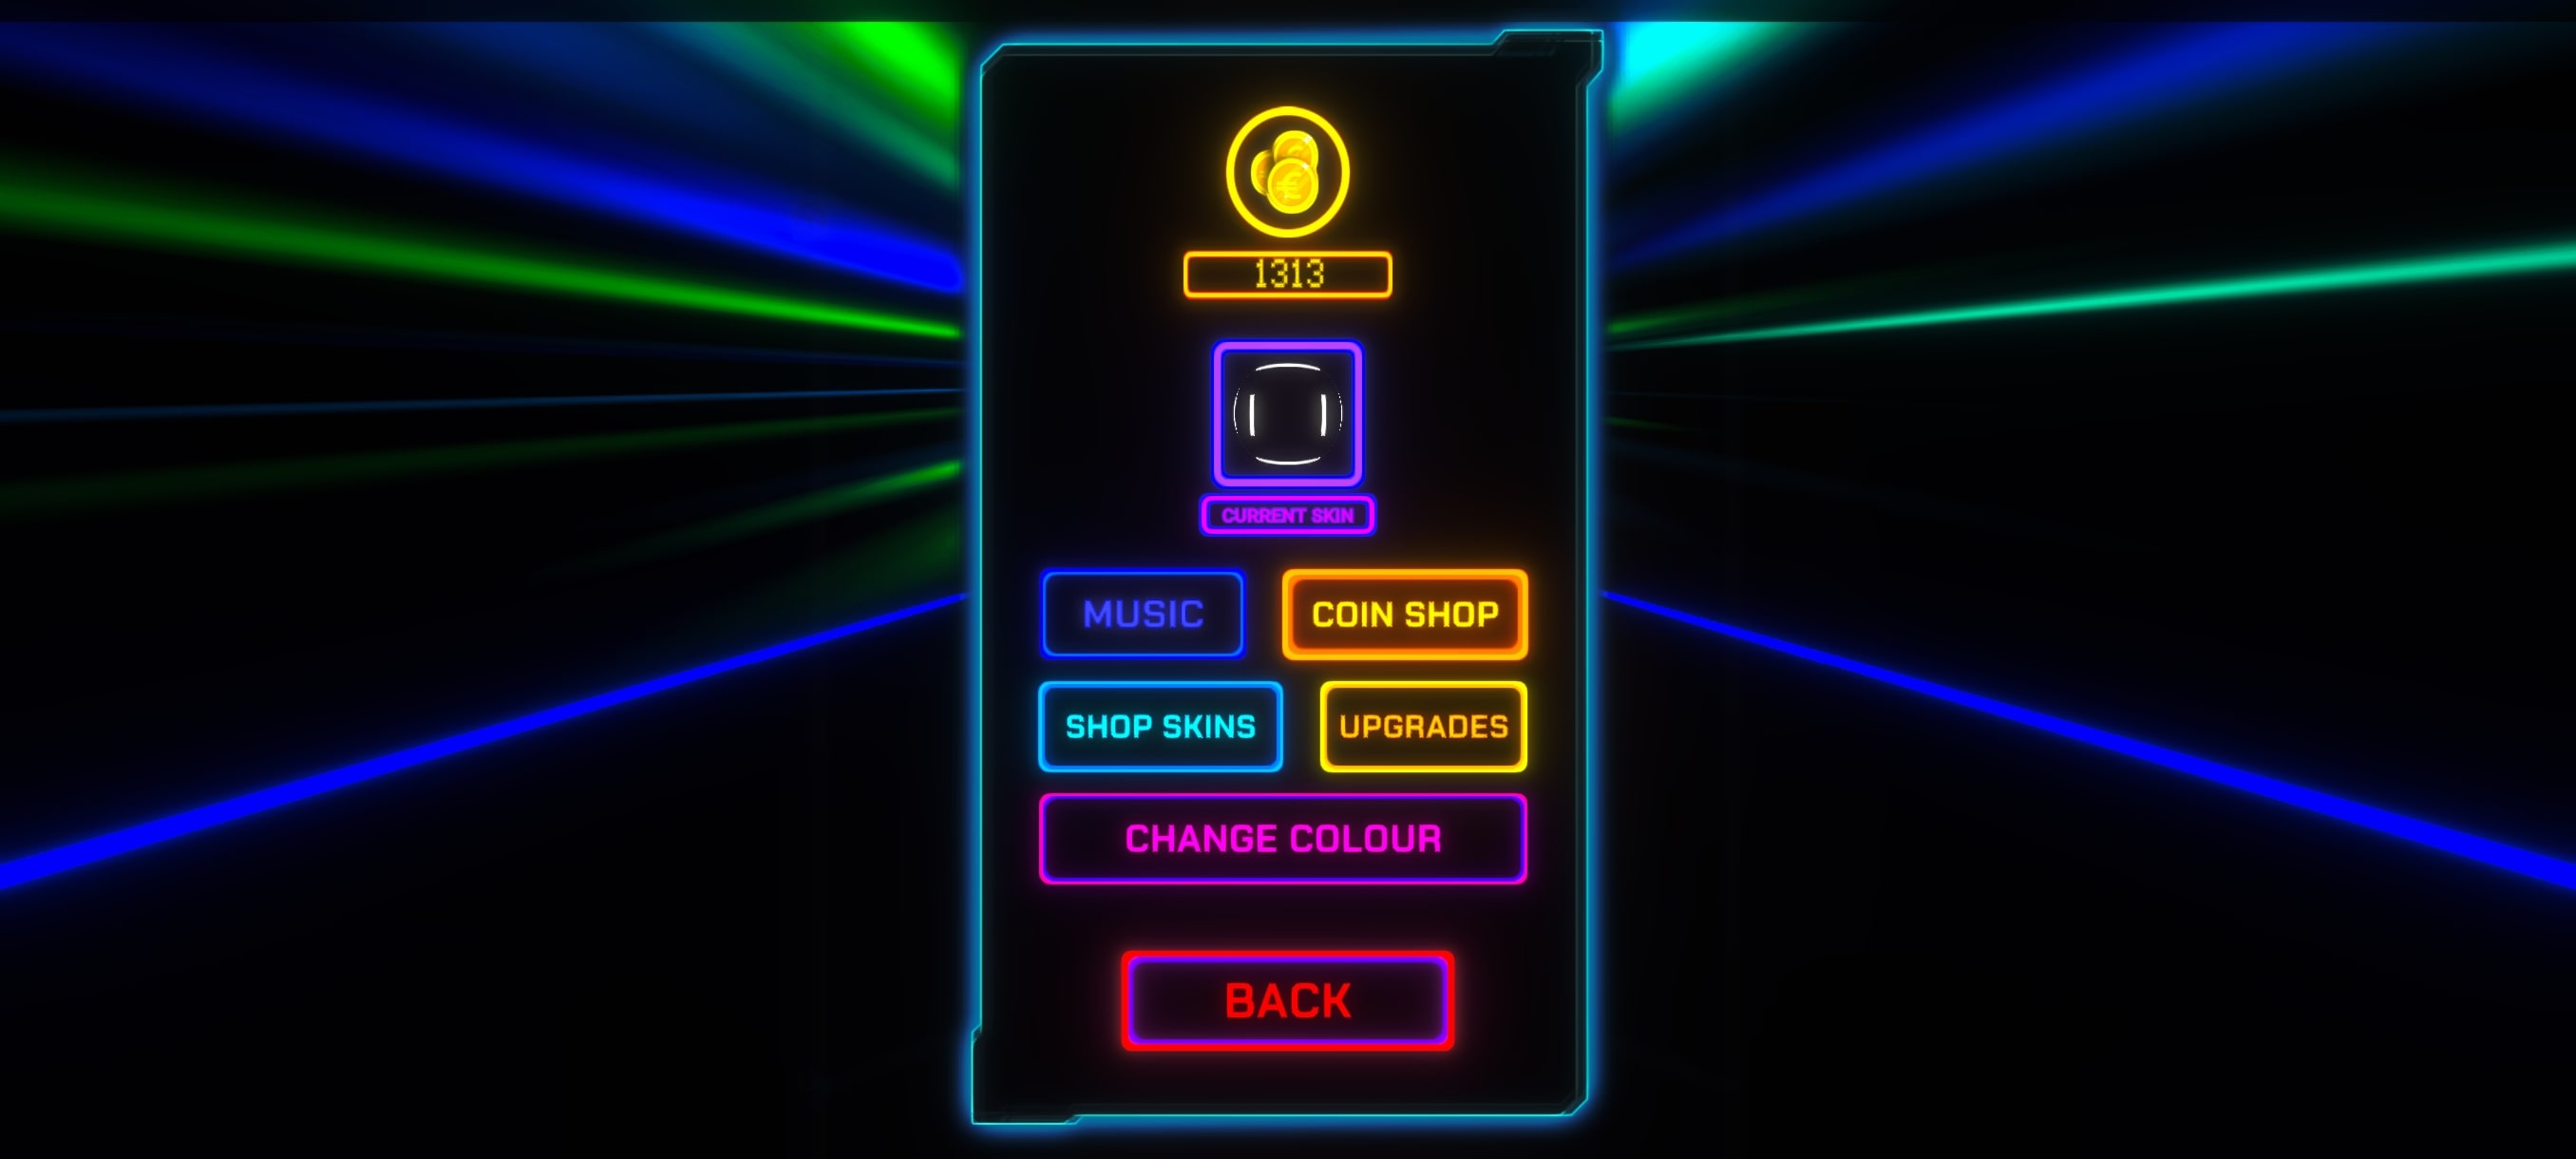 1313
CURRENT SKIN
MUSIC
COIN SHOP
SHOP SKINS
UPGRADES
CHANGE COLOUR
BACK